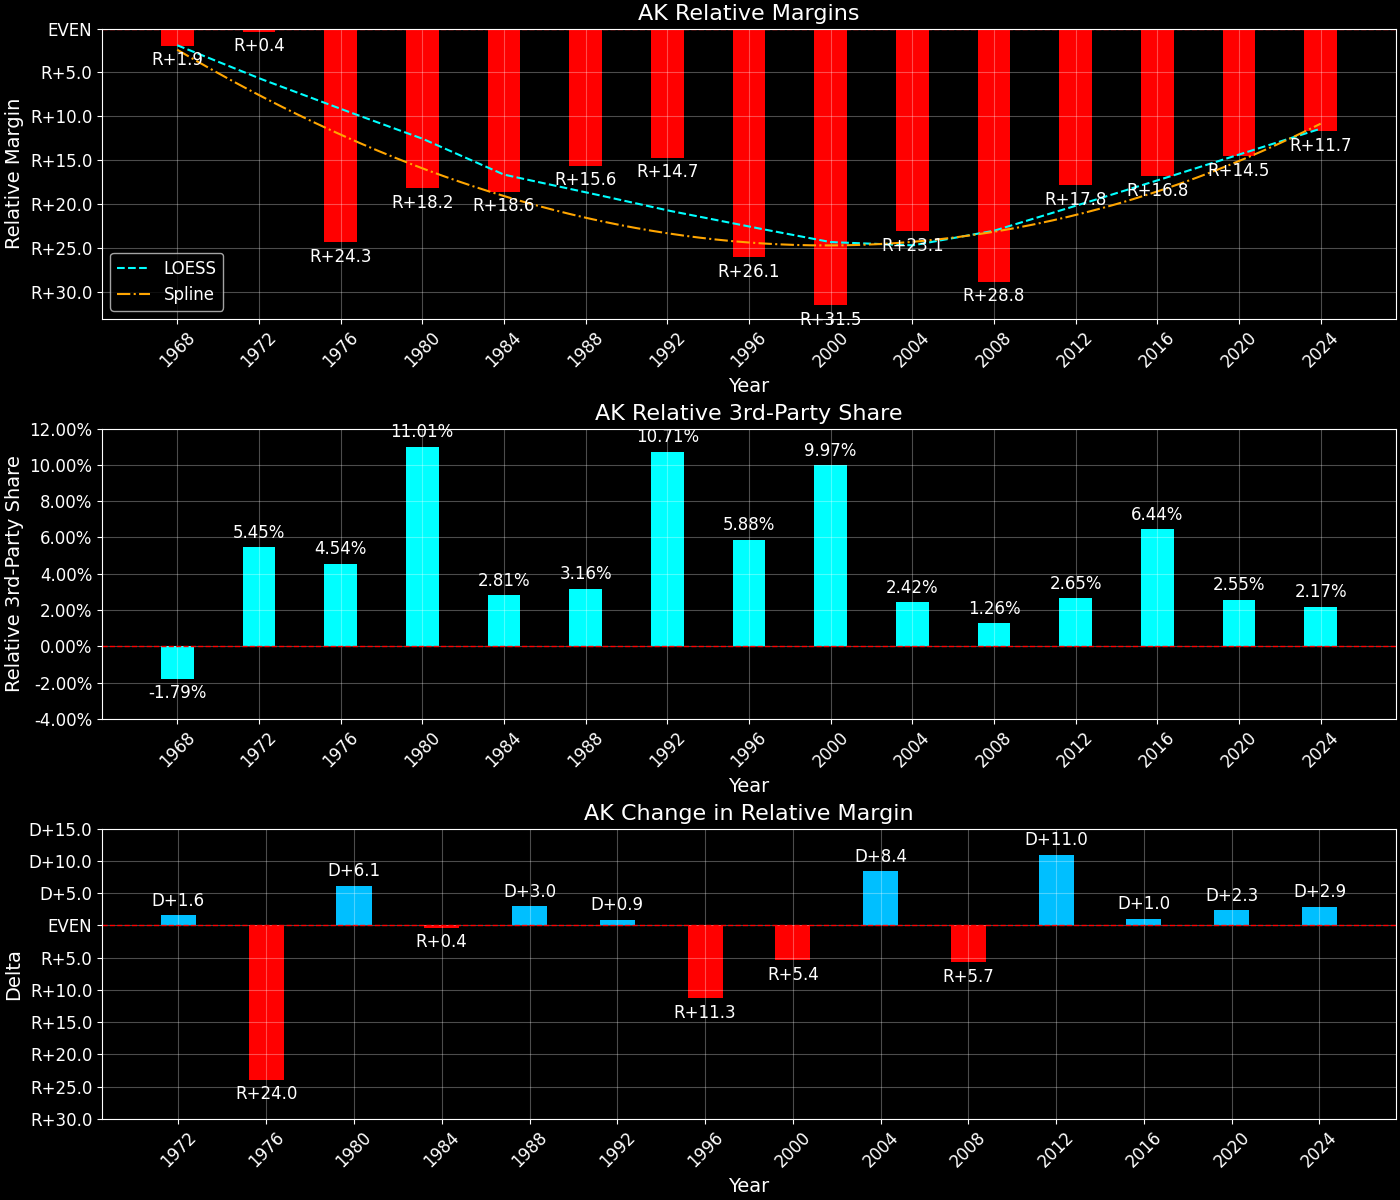 AK Relative Margins
Relative Margin
EVEN
R+5.0
R+10.0
R+15.0
R+20.0
R+25.0
R+30.0
R+1.9
R+0.4
R+24.3
R+18.2
R+18.6
R+15.6
R+14.7
R+26.1
R+31.5
R+23.1
R+28.8
R+17.8
R+16.8
R+14.5
R+11.7
LOESS
Spline
1968
1972
1976
1980
1984
1988
1992
1996
2000
2004
2008
2012
2016
2020
2024
Year
AK Relative 3rd-Party Share
Relative 3rd-Party Share
12.00%
10.00%
8.00%
6.00%
4.00%
2.00%
0.00%
-2.00%
-4.00%
-1.79%
5.45%
4.54%
11.01%
2.81%
3.16%
10.71%
5.88%
9.97%
2.42%
1.26%
2.65%
6.44%
2.55%
2.17%
1968
1972
1976
1980
1984
1988
1992
1996
2000
2004
2008
2012
2016
2020
2024
Year
AK Change in Relative Margin
Delta
D+15.0
D+10.0
D+5.0
EVEN
R+5.0
R+10.0
R+15.0
R+20.0
R+25.0
R+30.0
D+1.6
R+24.0
D+6.1
R+0.4
D+3.0
D+0.9
R+11.3
R+5.4
D+8.4
R+5.7
D+11.0
D+1.0
D+2.3
D+2.9
1972
1976
1980
1984
1988
1992
1996
2000
2004
2008
2012
2016
2020
2024
Year